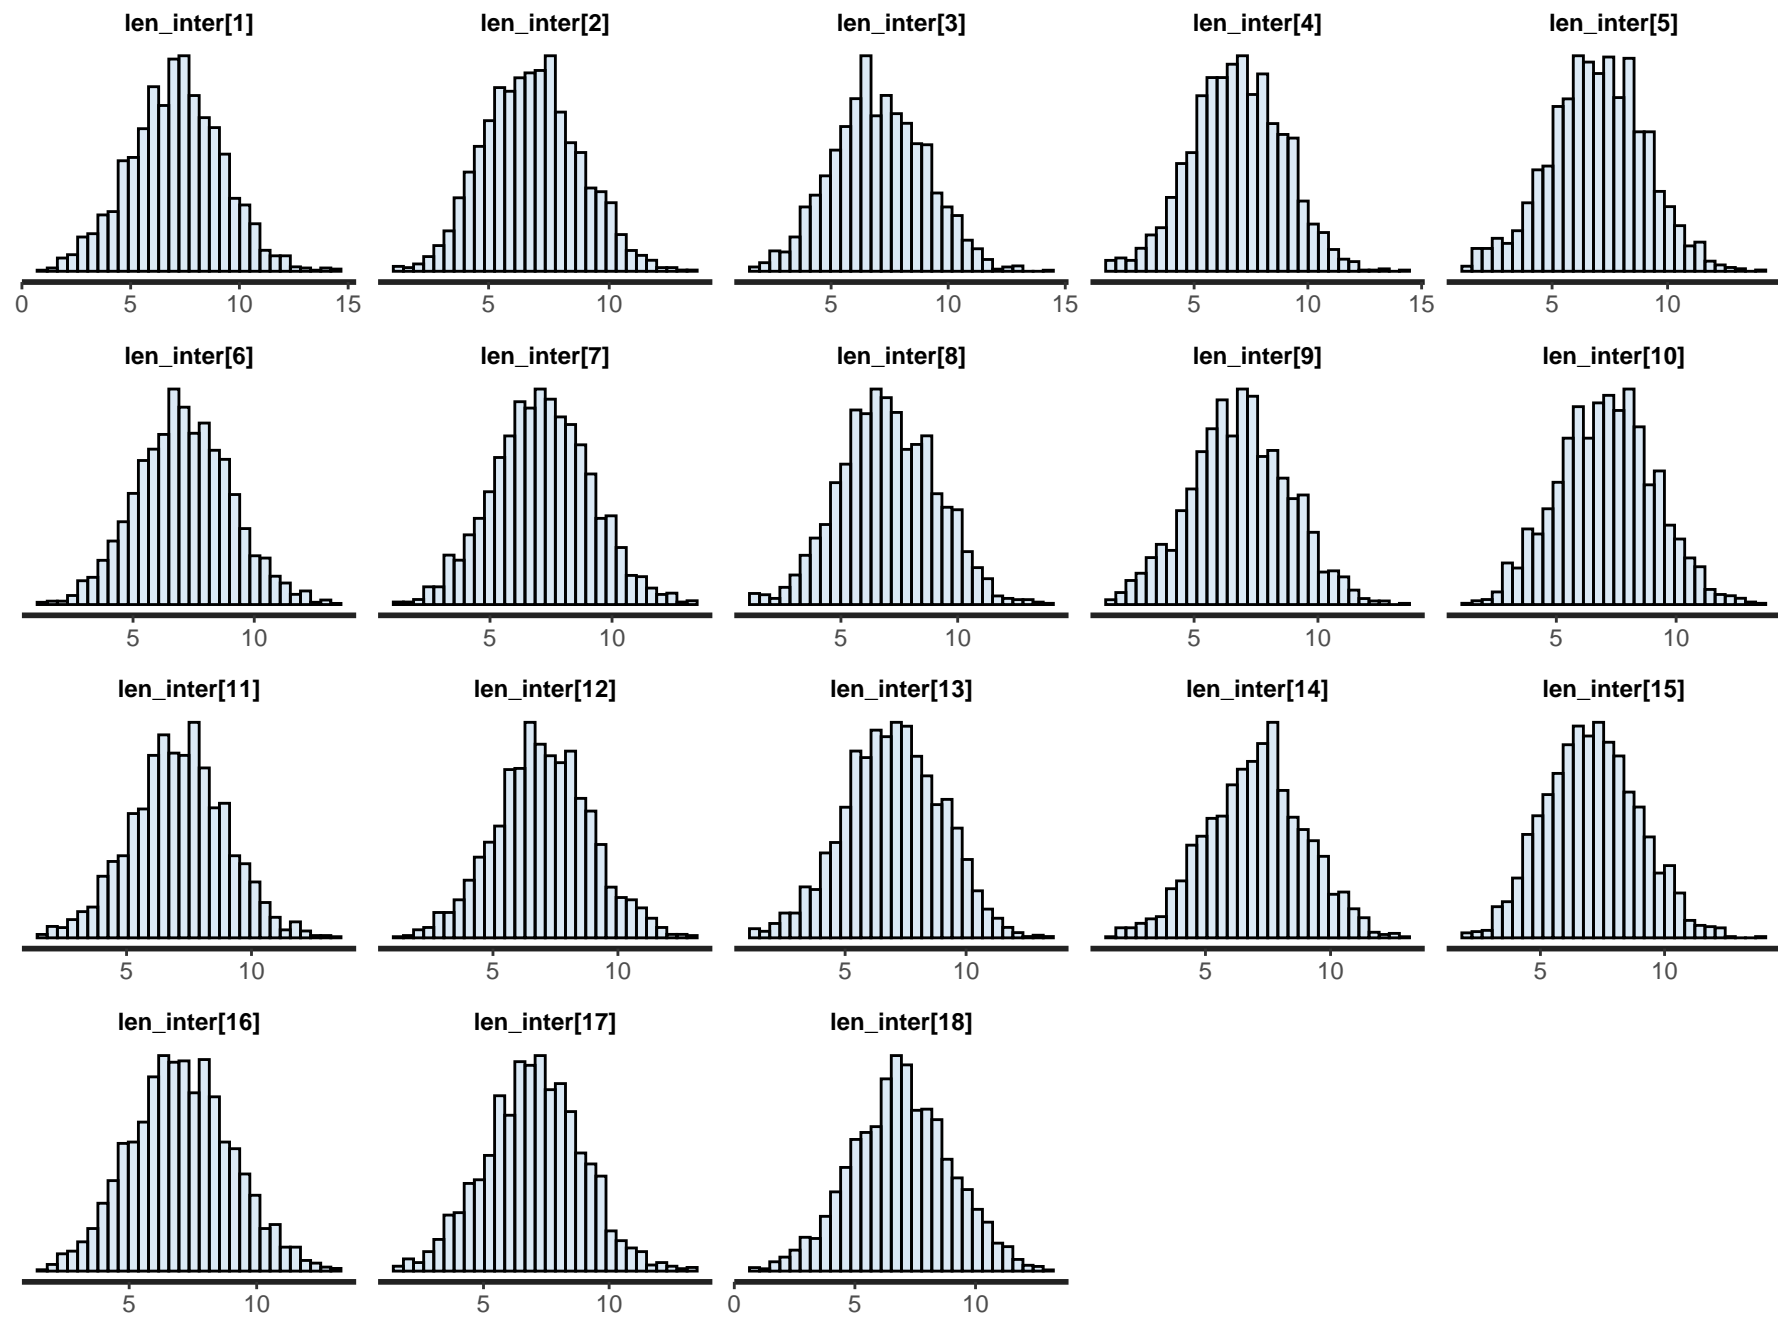 len_inter[1] len_inter[2] len_inter[3] len_inter[4] len_inter[5]
0 5 10 15 5 10 5 10 15 5 10 15 5 10
len_inter[6] len_inter[7] len_inter[8] len_inter[9] len_inter[10]
5 10 5 10 5 10 5 10 5 10
len_inter[11] len_inter[12] len_inter[13] len_inter[14] len_inter[15]
5 10 5 10 5 10 5 10 5 10
len_inter[16] len_inter[17] len_inter[18]
5 10 5 10 0 5 10